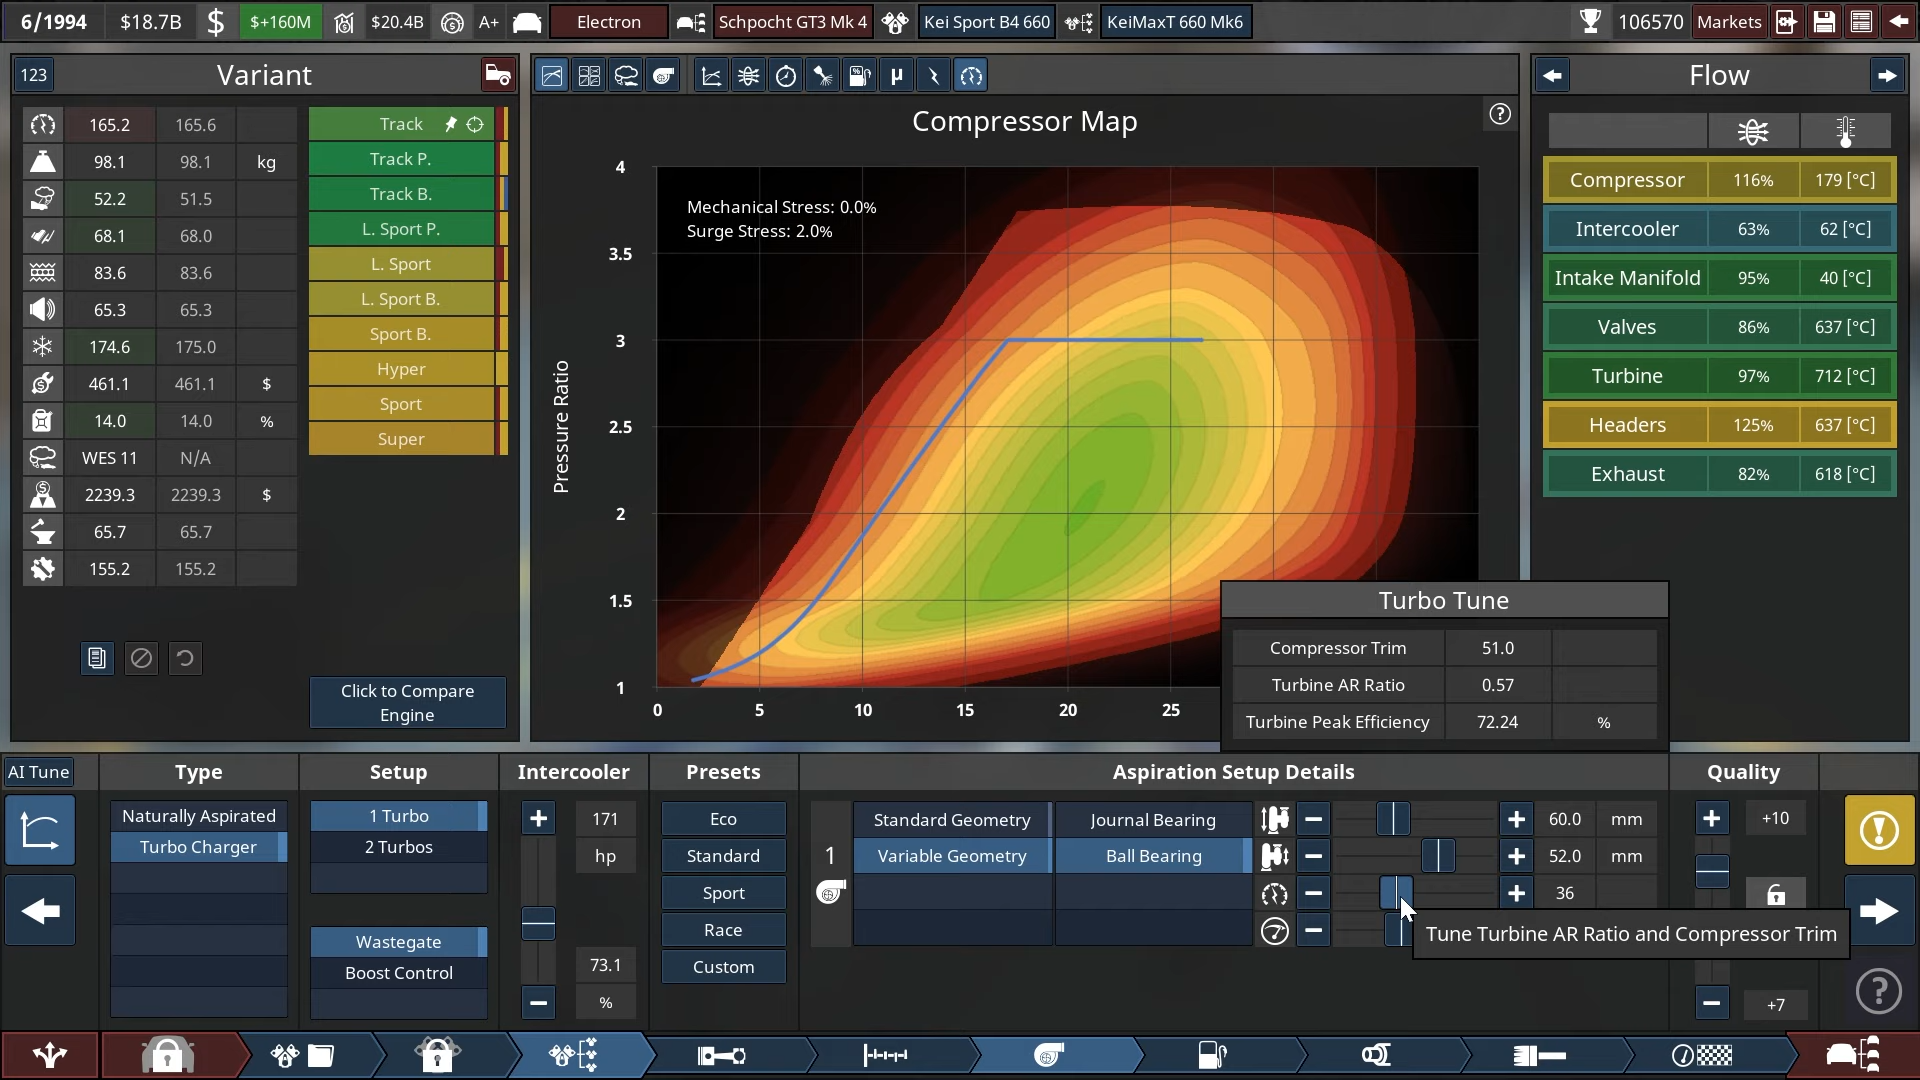 6/1994 $18.7B $+160M $20.4B A+ Electron Schpocht GT3 Mk 4 Kei Sport B4 660 KeiMaxT 660 Mk6 106570 Markets
123 Variant
165.2 165.6
98.1 98.1 kg
52.2 51.5
68.1 68.0
83.6 83.6
65.3 65.3
174.6 175.0
461.1 461.1 $
14.0 14.0 %
WES 11 N/A
2239.3 2239.3 $
65.7 65.7
155.2 155.2
Track
Track P.
Track B.
L. Sport P.
L. Sport
L. Sport B.
Sport B.
Hyper
Sport
Super
Click to Compare
Engine
Compressor Map
?
Mechanical Stress: 0.0%
Surge Stress: 2.0%
Pressure Ratio
4
3.5
3
2.5
2
1.5
1
0 5 10 15 20 25
Flow
Compressor 116% 179 [°C]
Intercooler 63% 62 [°C]
Intake Manifold 95% 40 [°C]
Valves 86% 637 [°C]
Turbine 97% 712 [°C]
Headers 125% 637 [°C]
Exhaust 82% 618 [°C]
Turbo Tune
Compressor Trim 51.0
Turbine AR Ratio 0.57
Turbine Peak Efficiency 72.24 %
AI Tune
Type
Naturally Aspirated
Turbo Charger
Setup
1 Turbo
2 Turbos
Wastegate
Boost Control
Intercooler
171
hp
73.1
%
Presets
Eco
Standard
Sport
Race
Custom
Aspiration Setup Details
1
Standard Geometry Journal Bearing
Variable Geometry Ball Bearing
60.0 mm
52.0 mm
36
Tune Turbine AR Ratio and Compressor Trim
Quality
+10
+7